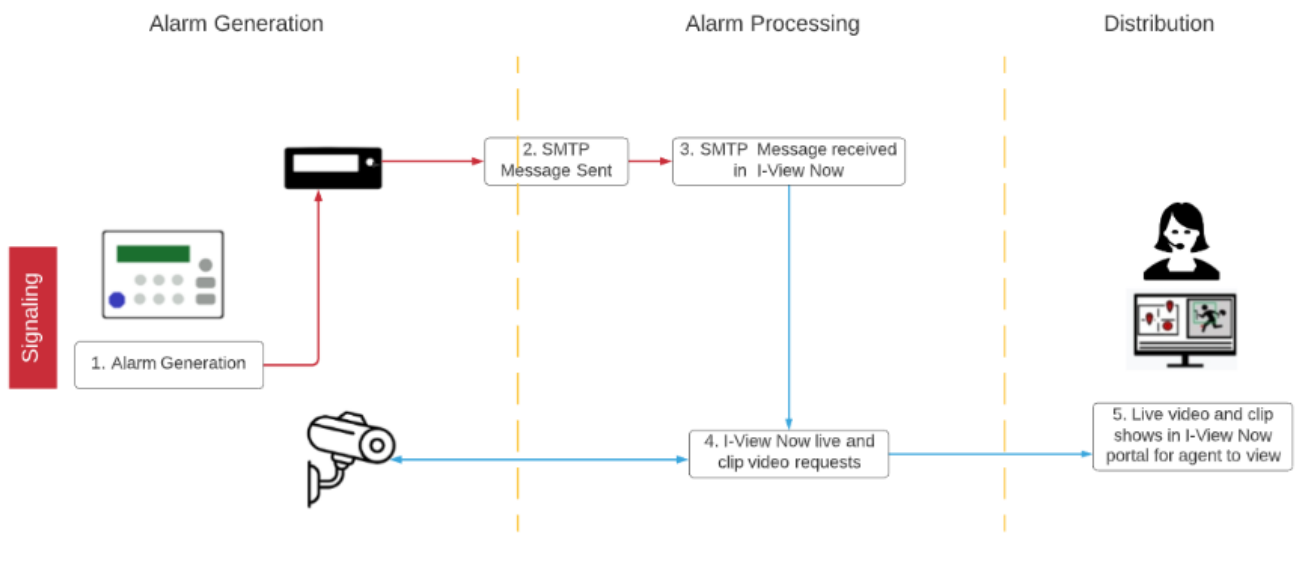 Alarm Generation
Alarm Processing
Distribution
2. SMTP
Message Sent
3. SMTP Message received
in I-View Now
Signaling
1. Alarm Generation
4. I-View Now live and
clip video requests
5. Live video and clip
shows in I-View Now
portal for agent to view